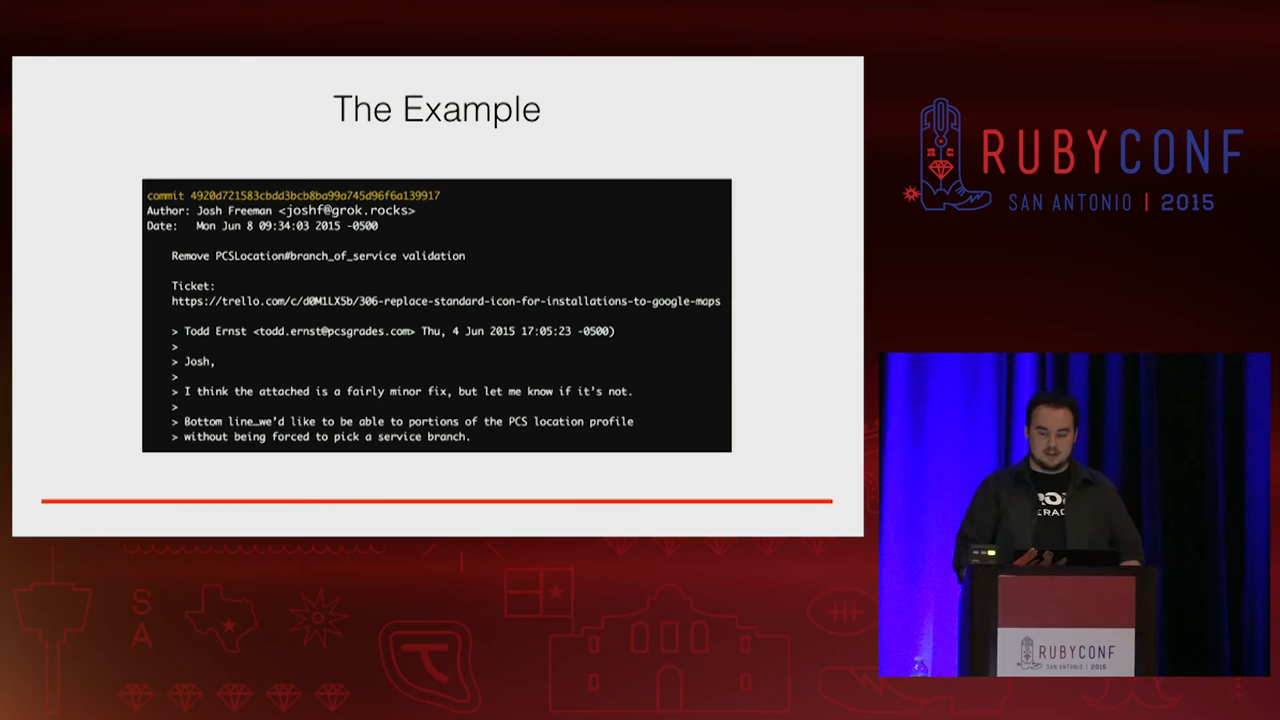 The Example
commit 4920d721583cbdd3bcb8ba99a745d96f6a139917
Author: Josh Freeman <joshf@grok.rocks>
Date: Mon Jun 8 09:34:03 2015 -0500
Remove PCSLocation#branch_of_service validation
Ticket:
https://trello.com/c/d0M1LX5b/306-replace-standard-icon-for-installations-to-google-maps
> Todd Ernst <todd.ernst@pcsgrades.com> Thu, 4 Jun 2015 17:05:23 -0500)
>
> Josh,
>
> I think the attached is a fairly minor fix, but let me know if it's not.
>
> Bottom line…we'd like to be able to portions of the PCS location profile
> without being forced to pick a service branch.
RUBYCONF
SAN ANTONIO | 2015
S
A
RUBYCONF
SAN ANTONIO | 2015